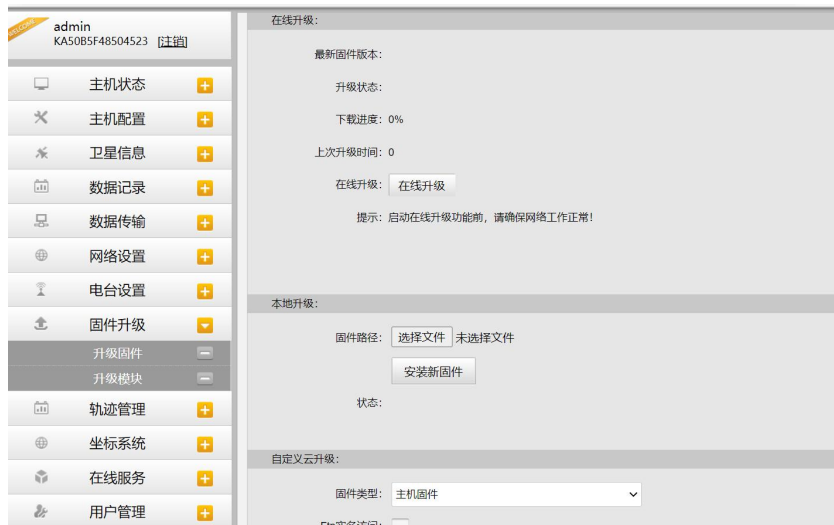 WELCOME
admin
KA50B5F48504523 [注销]
主机状态
主机配置
卫星信息
数据记录
数据传输
网络设置
电台设置
固件升级
升级固件
升级模块
轨迹管理
坐标系统
在线服务
用户管理
在线升级：
最新固件版本：
升级状态：
下载进度： 0%
上次升级时间： 0
在线升级： 在线升级
提示： 启动在线升级功能前，请确保网络工作正常！
本地升级：
固件路径： 选择文件 未选择文件
安装新固件
状态：
自定义云升级：
固件类型： 主机固件